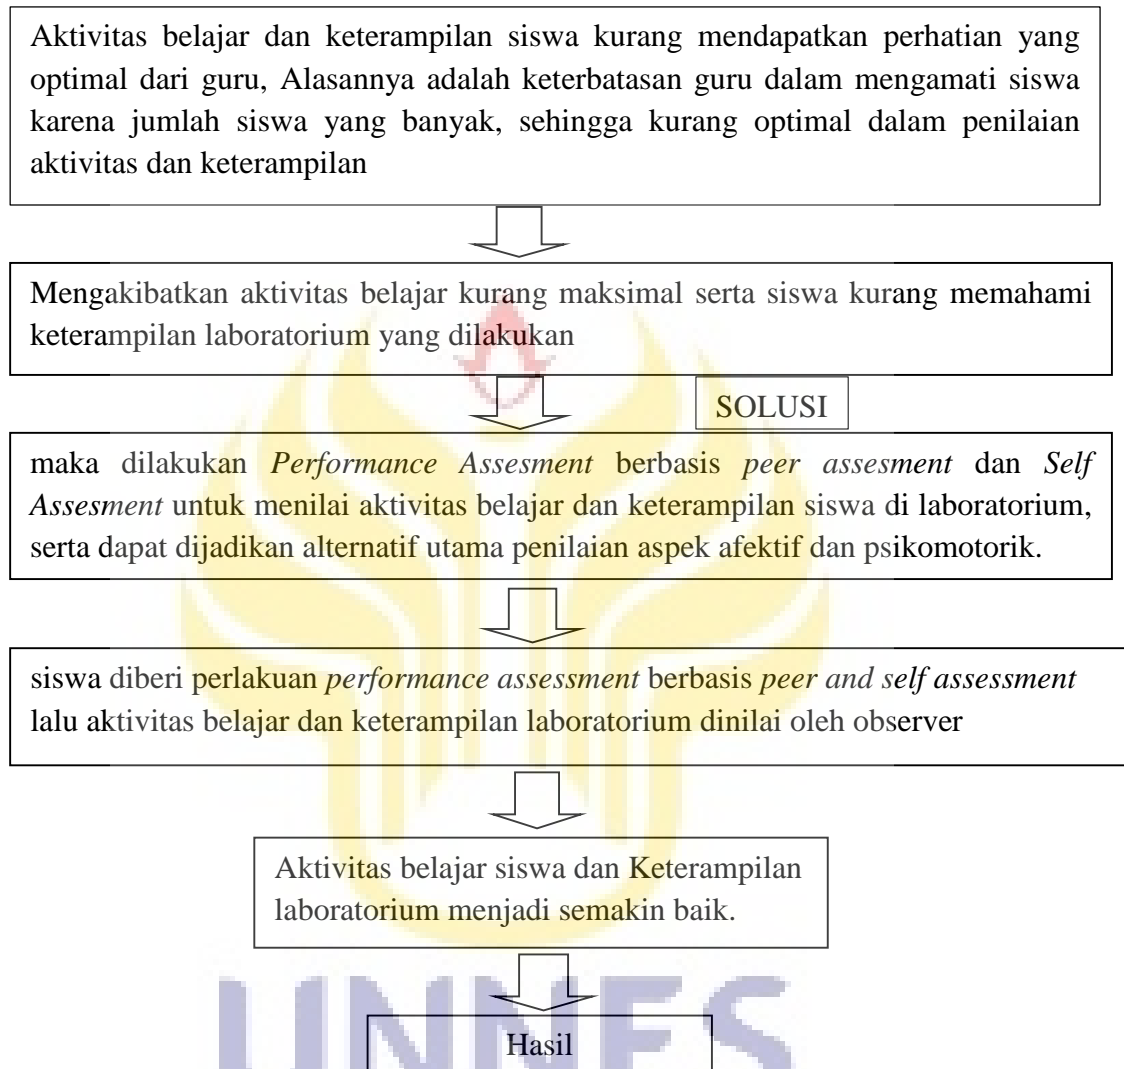 Aktivitas belajar dan keterampilan siswa kurang mendapatkan perhatian yang
optimal dari guru, Alasannya adalah keterbatasan guru dalam mengamati siswa
karena jumlah siswa yang banyak, sehingga kurang optimal dalam penilaian
aktivitas dan keterampilan
Mengakibatkan aktivitas belajar kurang maksimal serta siswa kurang memahami
keterampilan laboratorium yang dilakukan
SOLUSI
maka dilakukan Performance Assesment berbasis peer assesment dan Self
Assesment untuk menilai aktivitas belajar dan keterampilan siswa di laboratorium,
serta dapat dijadikan alternatif utama penilaian aspek afektif dan psikomotorik.
siswa diberi perlakuan performance assessment berbasis peer and self assessment
lalu aktivitas belajar dan keterampilan laboratorium dinilai oleh observer
Aktivitas belajar siswa dan Keterampilan
laboratorium menjadi semakin baik.
Hasil
UNNES